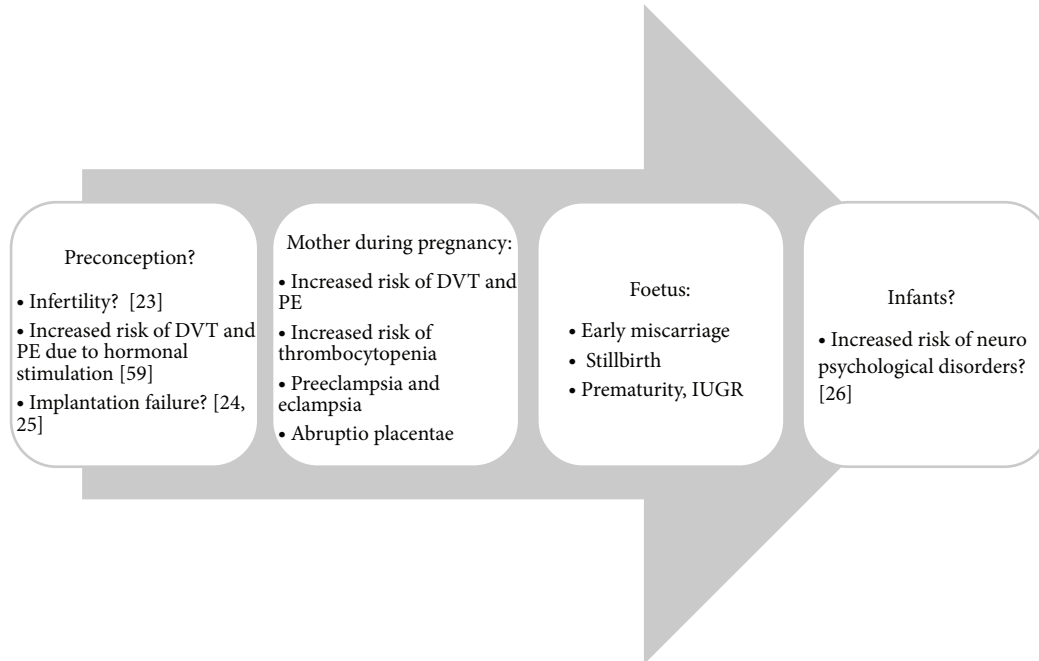 Preconception?
• Infertility? [23]
• Increased risk of DVT and
PE due to hormonal
stimulation [59]
• Implantation failure? [24,
25]
Mother during pregnancy:
• Increased risk of DVT and
PE
• Increased risk of
thrombocytopenia
• Preeclampsia and
eclampsia
• Abruptio placentae
Foetus:
• Early miscarriage
• Stillbirth
• Prematurity, IUGR
Infants?
• Increased risk of neuro
psychological disorders?
[26]